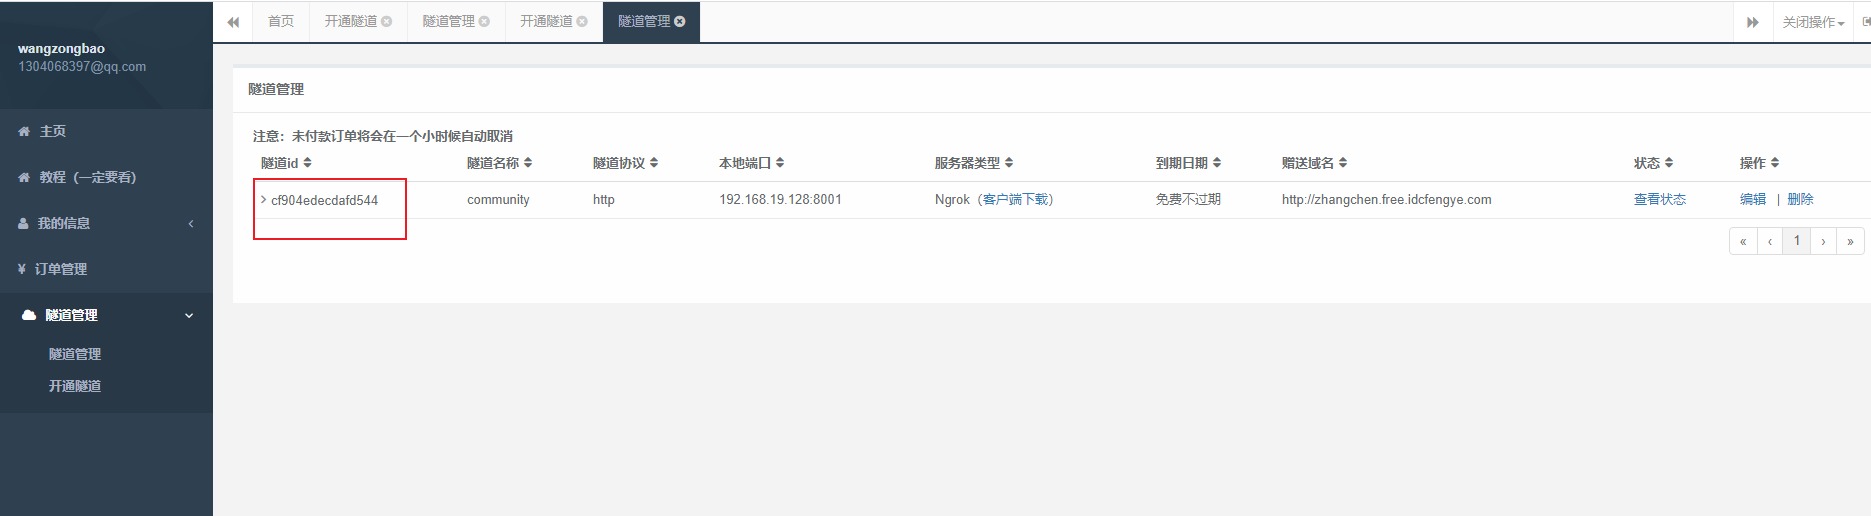 wangzongbao
1304068397@qq.com
主页
教程（一定要看）
我的信息
¥ 订单管理
隧道管理
隧道管理
开通隧道
首页 开通隧道 隧道管理 开通隧道 隧道管理 关闭操作
隧道管理
注意：未付款订单将会在一个小时候自动取消
隧道id 隧道名称 隧道协议 本地端口 服务器类型 到期日期 赠送域名 状态 操作
cf904edecdafd544 community http 192.168.19.128:8001 Ngrok（客户端下载） 免费不过期 http://zhangchen.free.idcfengye.com 查看状态 编辑 | 删除
« ‹ 1 › »